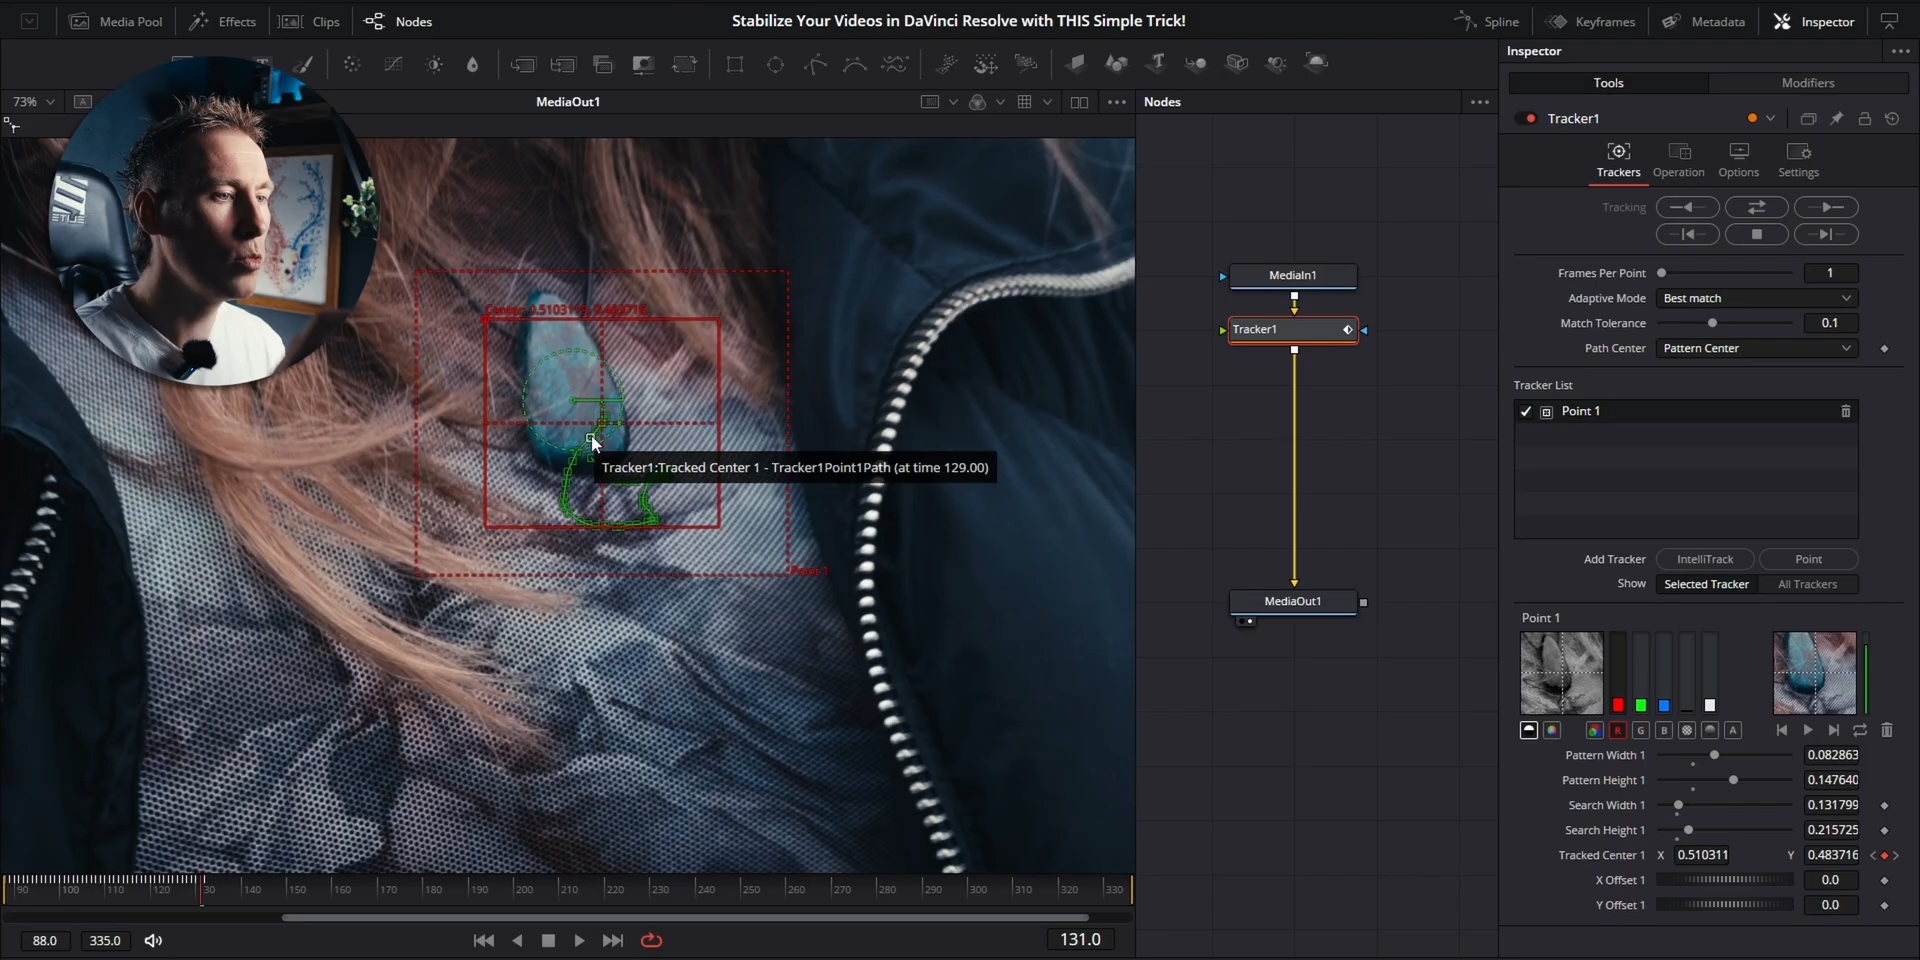 Media Pool
Effects
Clips
Nodes
Stabilize Your Videos in DaVinci Resolve with THIS Simple Trick!
Spline
Keyframes
Metadata
Inspector
73%
A
MediaOut1
Nodes
Inspector
Tools
Modifiers
Tracker1
Trackers
Operation
Options
Settings
Tracking
Frames Per Point
1
Adaptive Mode
Best match
Match Tolerance
0.1
Path Center
Pattern Center
Tracker List
Point 1
Add Tracker
IntelliTrack
Point
Show
Selected Tracker
All Trackers
Point 1
R
G
B
A
Pattern Width 1
0.082863
Pattern Height 1
0.147640
Search Width 1
0.131799
Search Height 1
0.215725
Tracked Center 1
X
0.510311
Y
0.483716
X Offset 1
0.0
Y Offset 1
0.0
MediaIn1
Tracker1
MediaOut1
Tracker1:Tracked Center 1 - Tracker1Point1Path (at time 129.00)
Point 1
90 100 110 120 130 140 150 160 170 180 190 200 210 220 230 240 250 260 270 280 290 300 310 320 330
88.0
335.0
131.0